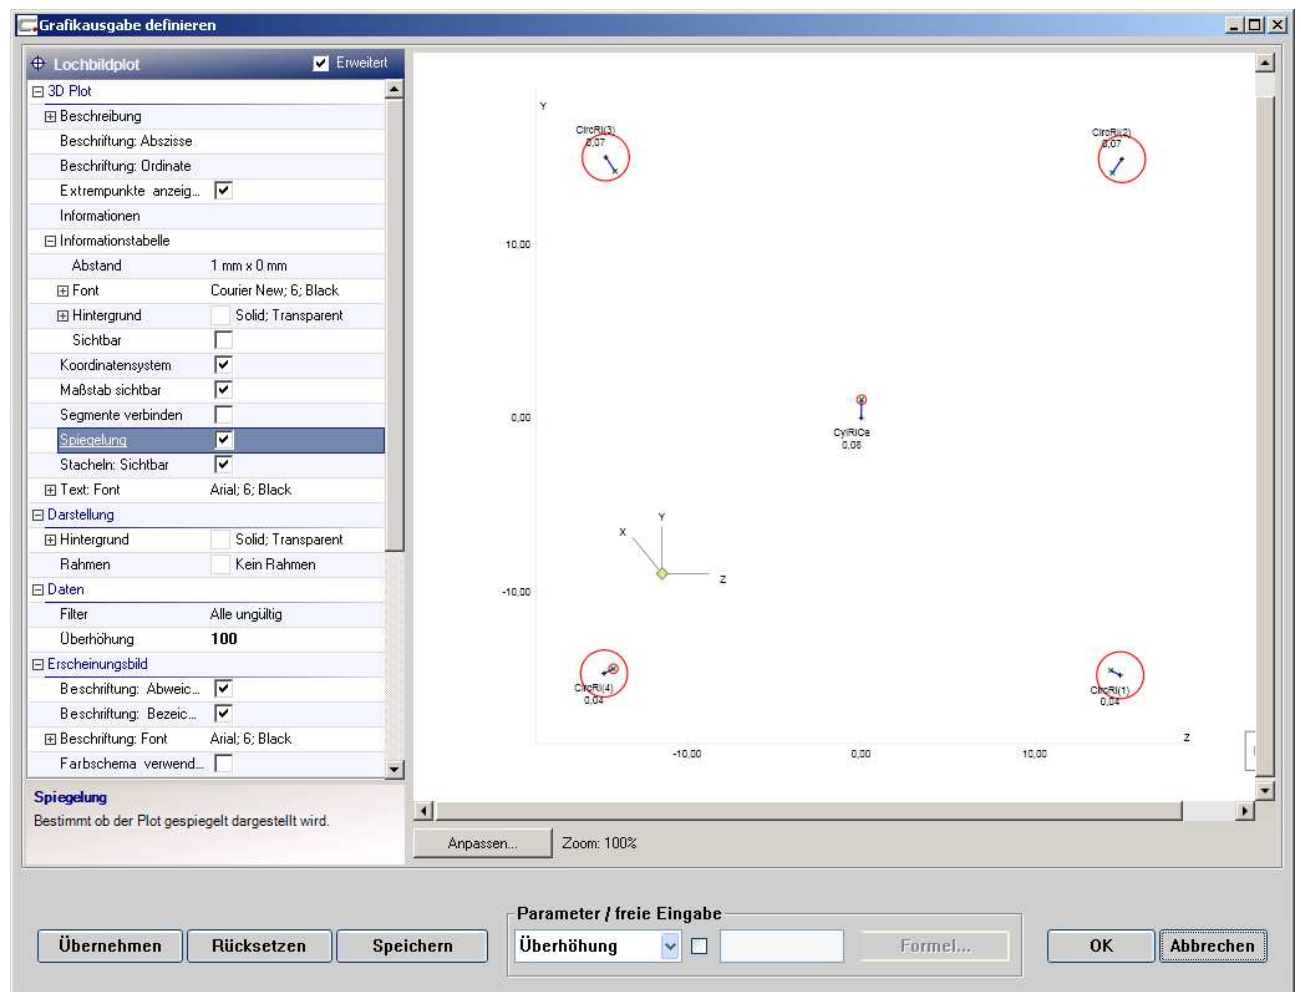 Grafikausgabe definieren
Lochbildplot Erweitert
3D Plot
Beschreibung
Beschriftung: Abszisse
Beschriftung: Ordinate
Extrempunkte anzeig...
Informationen
Informationstabelle
Abstand 1 mm x 0 mm
Font Courier New; 6; Black
Hintergrund Solid; Transparent
Sichtbar
Koordinatensystem
Maßstab sichtbar
Segmente verbinden
Spiegelung
Stacheln: Sichtbar
Text: Font Arial; 6; Black
Darstellung
Hintergrund Solid; Transparent
Rahmen Kein Rahmen
Daten
Filter Alle ungültig
Überhöhung 100
Erscheinungsbild
Beschriftung: Abweic...
Beschriftung: Bezeic...
Beschriftung: Font Arial; 6; Black
Farbschema verwend...
Spiegelung
Bestimmt ob der Plot gespiegelt dargestellt wird.
Y
CircRI(3)
0,07
CircRI(2)
0,07
10,00
0,00
CylRICe
0,08
Y
X
Z
-10,00
CircRI(4)
0,04
CircRI(1)
0,04
Z
-10,00 0,00 10,00
Anpassen... Zoom: 100%
Parameter / freie Eingabe
Übernehmen Rücksetzen Speichern Überhöhung Formel... OK Abbrechen